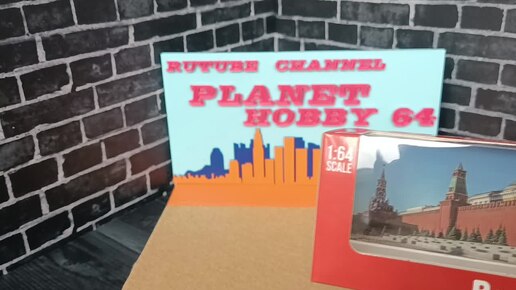 RUTUBE CHANNEL
PLANET
HOBBY 64
1:64
SCALE